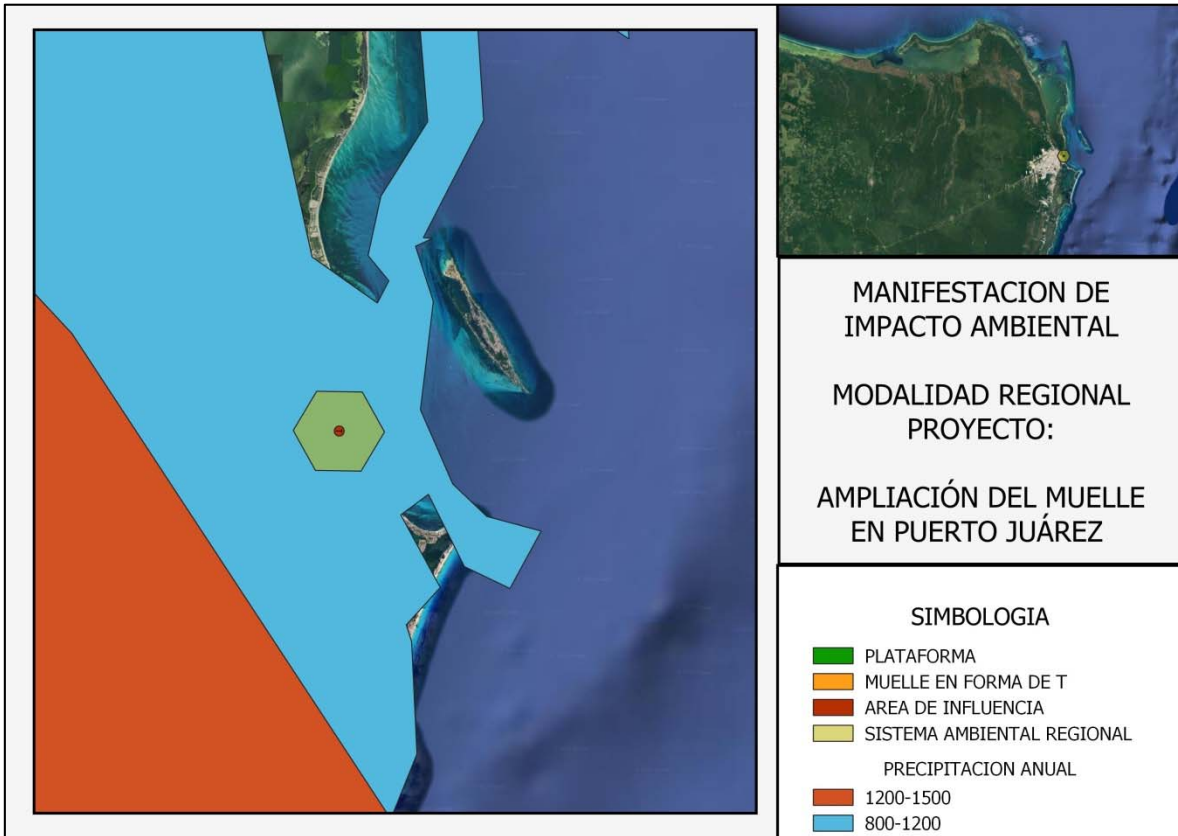 MANIFESTACION DE
IMPACTO AMBIENTAL
MODALIDAD REGIONAL
PROYECTO:
AMPLIACIÓN DEL MUELLE
EN PUERTO JUÁREZ
SIMBOLOGIA
PLATAFORMA
MUELLE EN FORMA DE T
AREA DE INFLUENCIA
SISTEMA AMBIENTAL REGIONAL
PRECIPITACION ANUAL
1200-1500
800-1200